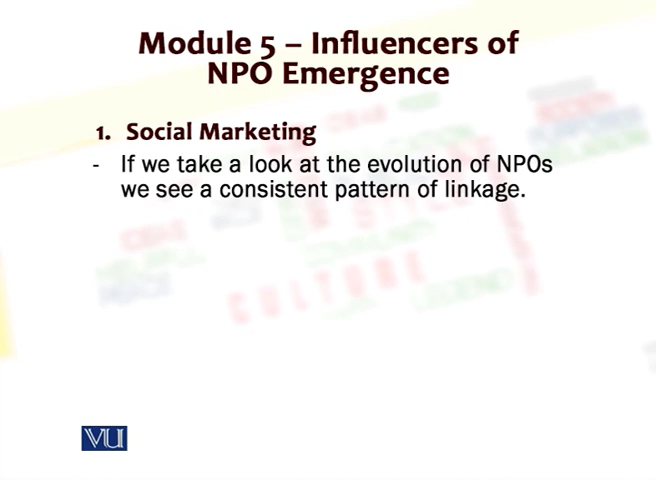 Module 5 – Influencers of
NPO Emergence
1. Social Marketing
- If we take a look at the evolution of NPOs
we see a consistent pattern of linkage.
CULTURE
VU